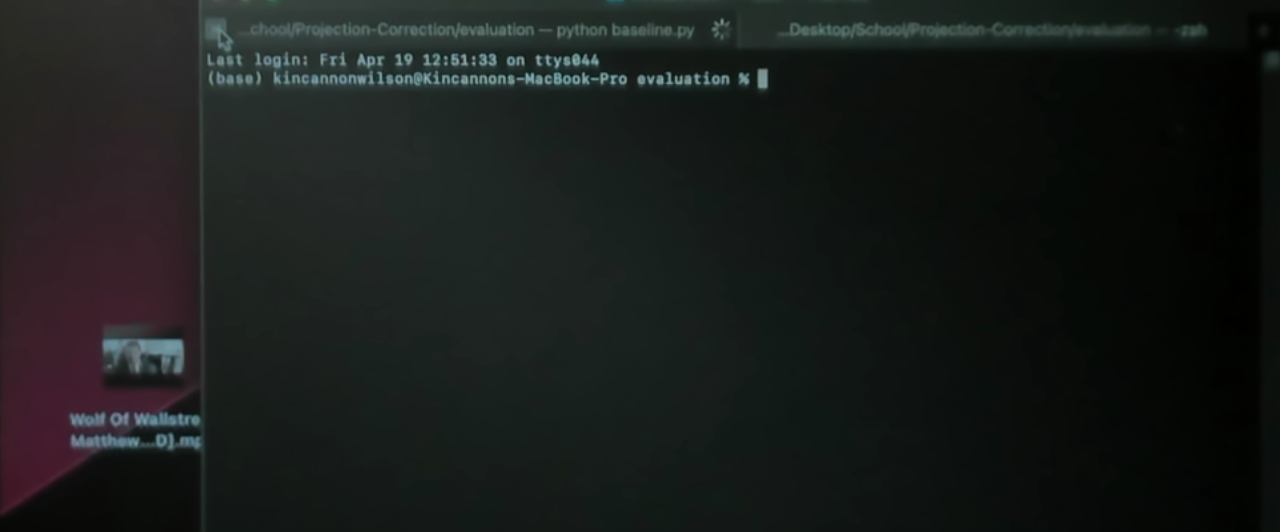 ...chool/Projection-Correction/evaluation — python baseline.py
...Desktop/School/Projection-Correction/evaluation — -zsh
Last login: Fri Apr 19 12:51:33 on ttys044
(base) kincannonwilson@Kincannons-MacBook-Pro evaluation %
Wolf Of Wallstre
Matthew...D].mp